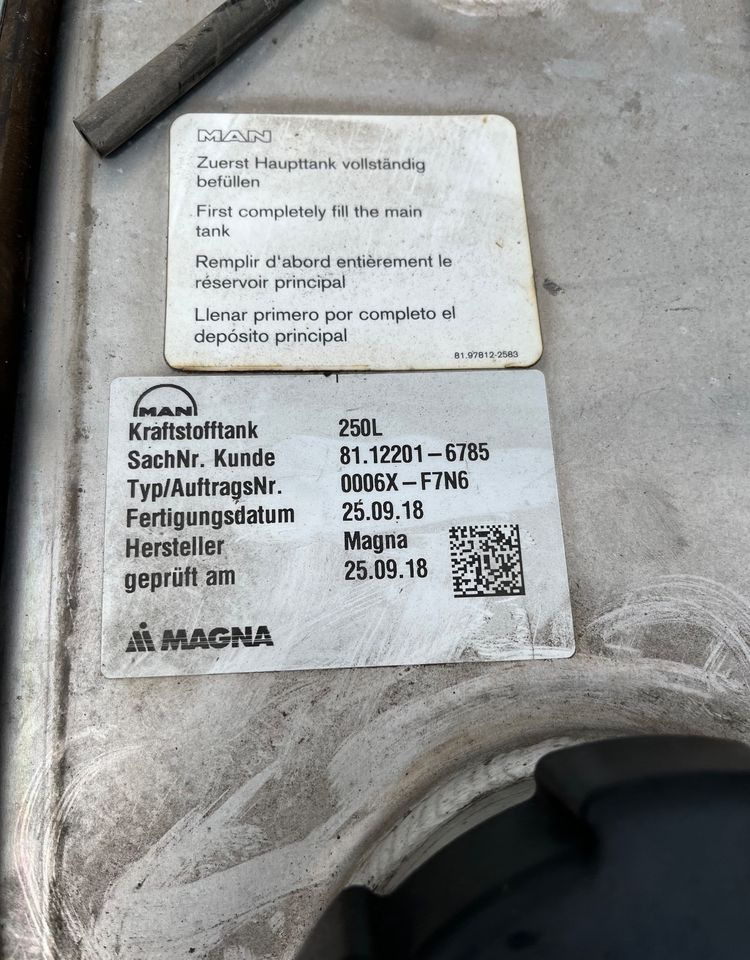 MAN
Zuerst Haupttank vollständig
befüllen
First completely fill the main
tank
Remplir d'abord entièrement le
réservoir principal
Llenar primero por completo el
depósito principal
81.97812-2583
MAN
Kraftstofftank 250L
SachNr. Kunde 81.12201-6785
Typ/AuftragsNr. 0006X-F7N6
Fertigungsdatum 25.09.18
Hersteller Magna
geprüft am 25.09.18
MAGNA